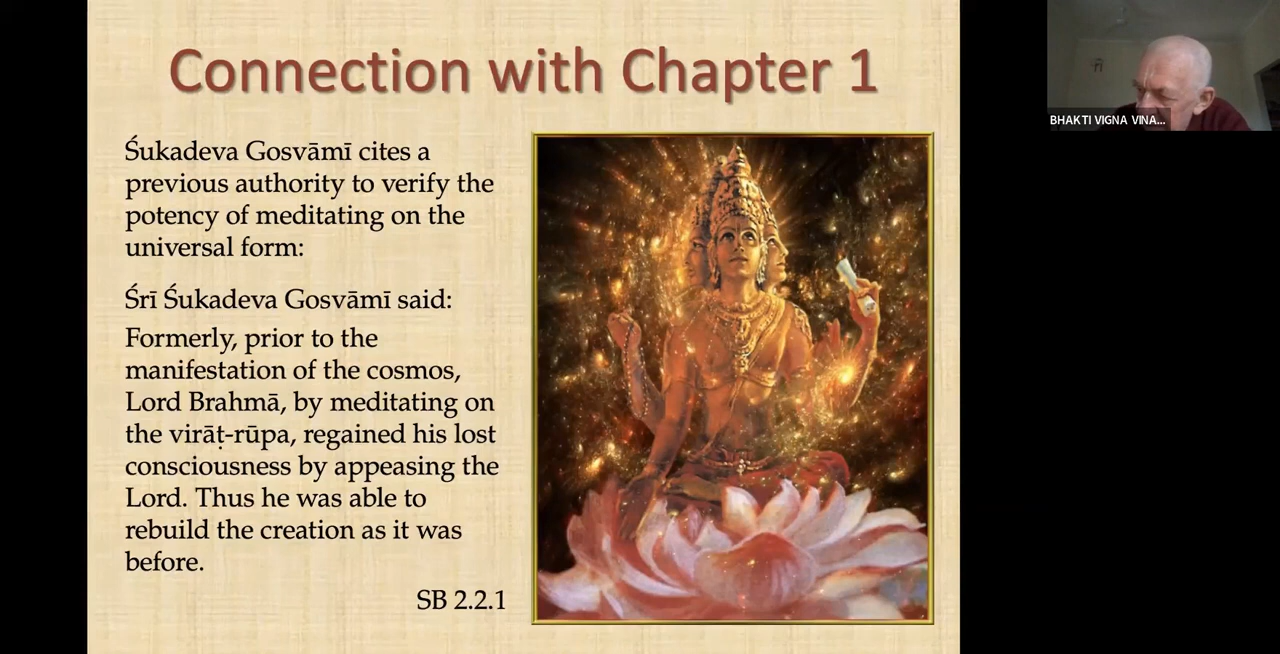 Connection with Chapter 1
Śukadeva Gosvāmī cites a
previous authority to verify the
potency of meditating on the
universal form:
Śrī Śukadeva Gosvāmī said:
Formerly, prior to the
manifestation of the cosmos,
Lord Brahmā, by meditating on
the virāṭ-rūpa, regained his lost
consciousness by appeasing the
Lord. Thus he was able to
rebuild the creation as it was
before.
SB 2.2.1
BHAKTI VIGNA VINA...